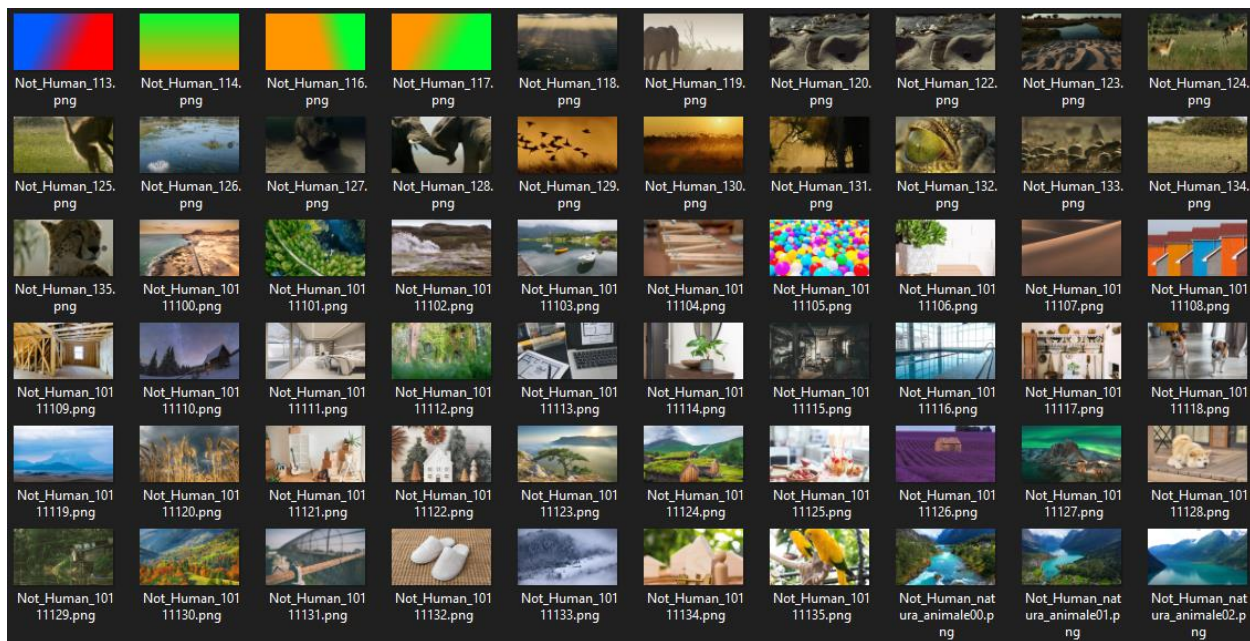 Not_Human_113. Not_Human_114. Not_Human_116. Not_Human_117. Not_Human_118. Not_Human_119. Not_Human_120. Not_Human_122. Not_Human_123. Not_Human_124.
png png png png png png png png png png
Not_Human_125. Not_Human_126. Not_Human_127. Not_Human_128. Not_Human_129. Not_Human_130. Not_Human_131. Not_Human_132. Not_Human_133. Not_Human_134.
png png png png png png png png png png
Not_Human_135. Not_Human_101 Not_Human_101 Not_Human_101 Not_Human_101 Not_Human_101 Not_Human_101 Not_Human_101 Not_Human_101 Not_Human_101
png 11100.png 11101.png 11102.png 11103.png 11104.png 11105.png 11106.png 11107.png 11108.png
Not_Human_101 Not_Human_101 Not_Human_101 Not_Human_101 Not_Human_101 Not_Human_101 Not_Human_101 Not_Human_101 Not_Human_101 Not_Human_101
11109.png 11110.png 11111.png 11112.png 11113.png 11114.png 11115.png 11116.png 11117.png 11118.png
Not_Human_101 Not_Human_101 Not_Human_101 Not_Human_101 Not_Human_101 Not_Human_101 Not_Human_101 Not_Human_101 Not_Human_101 Not_Human_101
11119.png 11120.png 11121.png 11122.png 11123.png 11124.png 11125.png 11126.png 11127.png 11128.png
Not_Human_101 Not_Human_101 Not_Human_101 Not_Human_101 Not_Human_101 Not_Human_101 Not_Human_101 Not_Human_nat Not_Human_nat Not_Human_nat
11129.png 11130.png 11131.png 11132.png 11133.png 11134.png 11135.png ura_animale00.p ura_animale01.p ura_animale02.p
ng ng ng